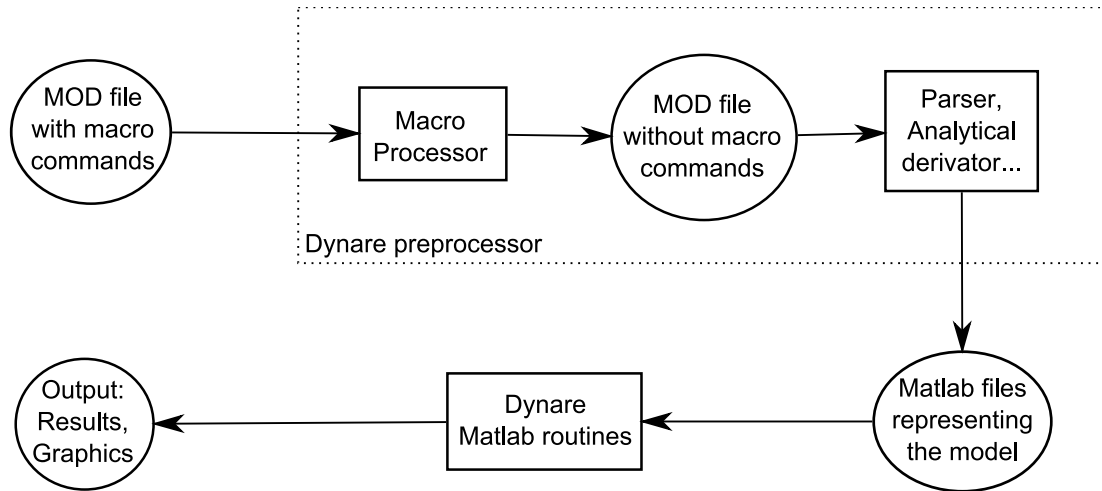 MOD file
with macro
commands
Macro
Processor
MOD file
without macro
commands
Parser,
Analytical
derivator...
Dynare preprocessor
Output:
Results,
Graphics
Dynare
Matlab routines
Matlab files
representing
the model